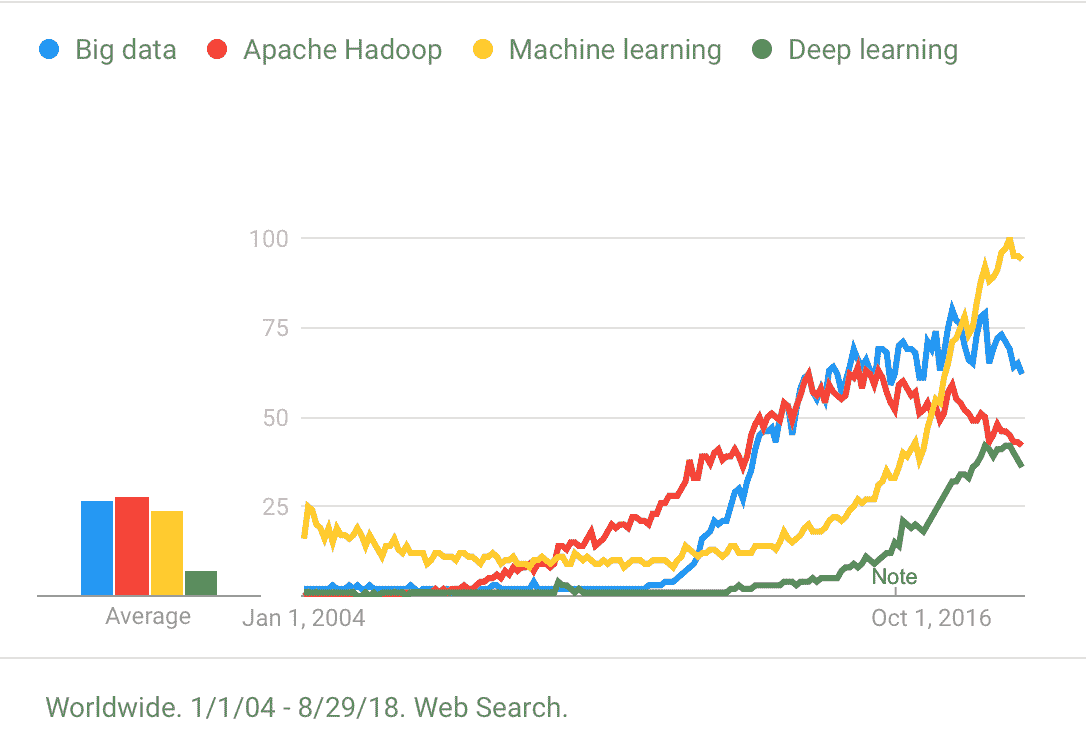 Big data Apache Hadoop Machine learning Deep learning
100
75
50
25
Note
Average Jan 1, 2004 Oct 1, 2016
Worldwide. 1/1/04 - 8/29/18. Web Search.